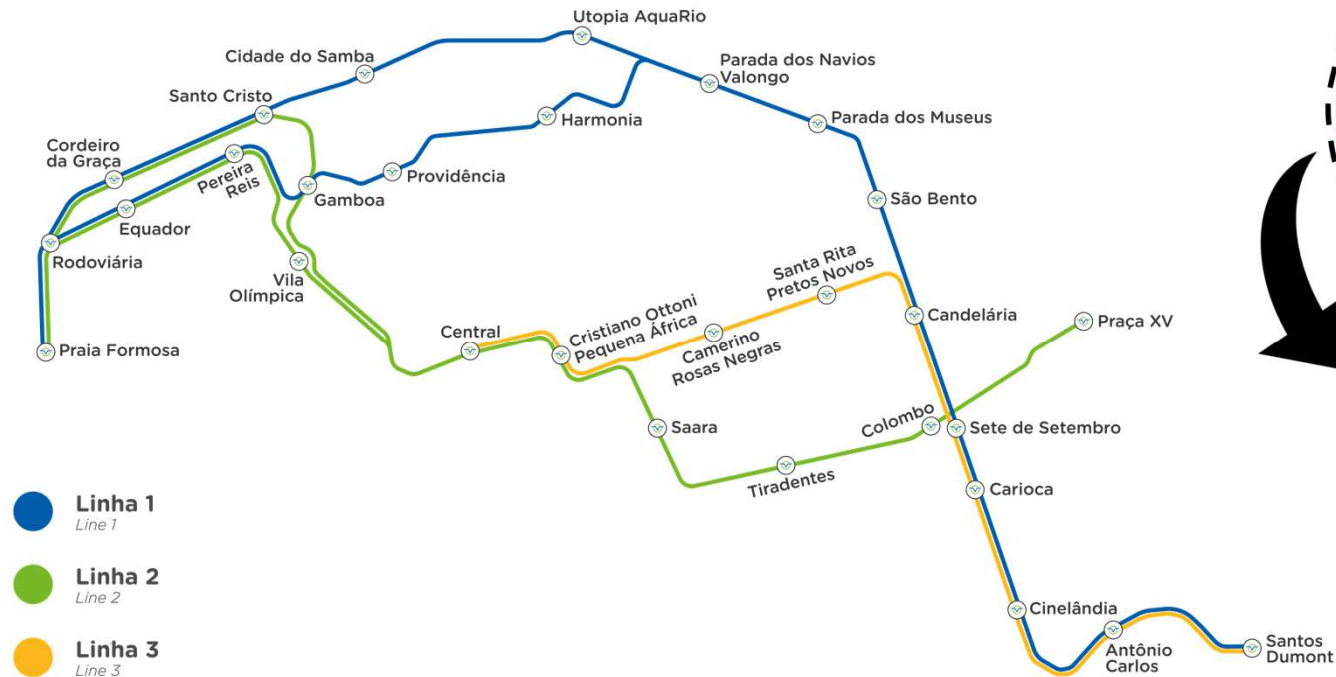 Utopia AquaRio
Cidade do Samba
Parada dos Navios
Valongo
Santo Cristo
Harmonia
Parada dos Museus
Cordeiro
da Graça
Pereira
Reis
Providência
Gamboa
São Bento
Equador
Rodoviária
Vila
Olímpica
Santa Rita
Pretos Novos
Central
Cristiano Ottoni
Pequena África
Candelária
Praça XV
Praia Formosa
Camerino
Rosas Negras
Saara
Colombo
Sete de Setembro
Tiradentes
Carioca
Linha 1
Line 1
Linha 2
Line 2
Cinelândia
Linha 3
Line 3
Antônio
Carlos
Santos
Dumont